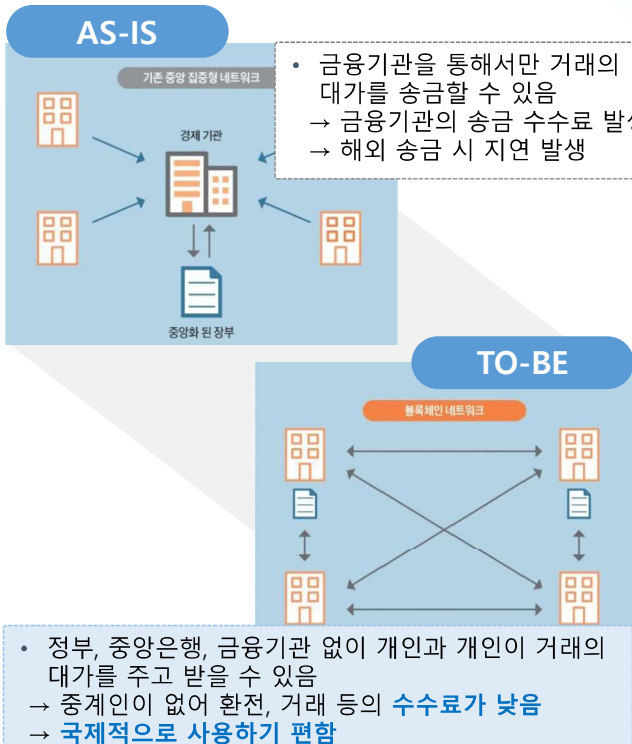 AS-IS
기존 중앙 집중형 네트워크
• 금융기관을 통해서만 거래의
대가를 송금할 수 있음
→ 금융기관의 송금 수수료
→ 해외 송금 시 지연 발생
경제 기관
중앙화 된 장부
TO-BE
블록체인 네트워크
• 정부, 중앙은행, 금융기관 없이 개인과 개인이 거래의
대가를 주고 받을 수 있음
→ 중계인이 없어 환전, 거래 등의 수수료가 낮음
→ 국제적으로 사용하기 편함